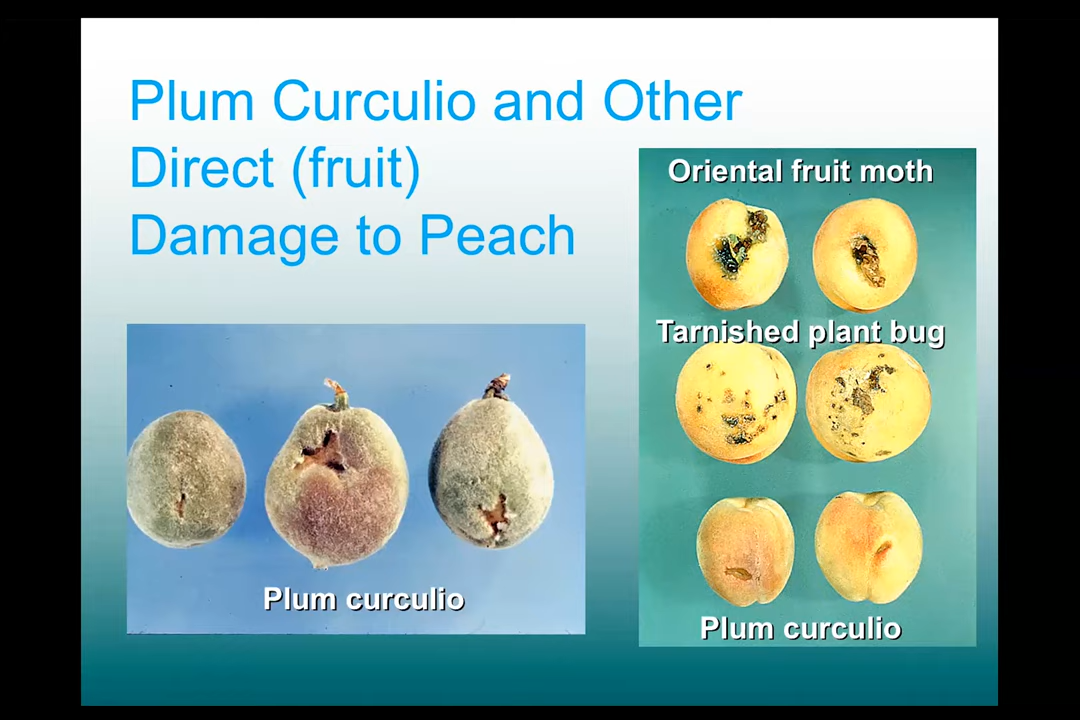 Plum Curculio and Other
Direct (fruit)
Damage to Peach
Plum curculio
Oriental fruit moth
Tarnished plant bug
Plum curculio